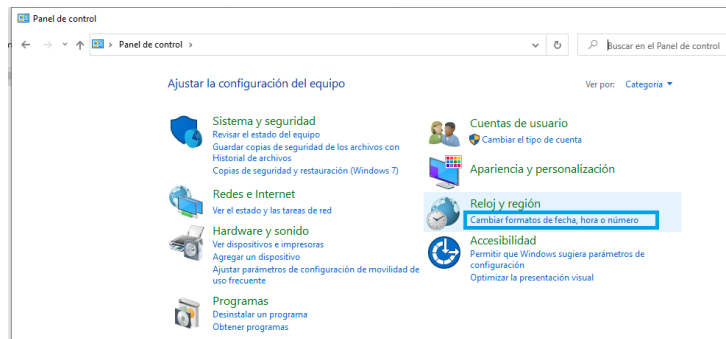 Panel de control
Panel de control
Buscar en el Panel de control
Ajustar la configuración del equipo
Ver por: Categoría
Sistema y seguridad
Revisar el estado del equipo
Guardar copias de seguridad de los archivos con
Historial de archivos
Copias de seguridad y restauración (Windows 7)
Redes e Internet
Ver el estado y las tareas de red
Hardware y sonido
Ver dispositivos e impresoras
Agregar un dispositivo
Ajustar parámetros de configuración de movilidad de
uso frecuente
Programas
Desinstalar un programa
Obtener programas
Cuentas de usuario
Cambiar el tipo de cuenta
Apariencia y personalización
Reloj y región
Cambiar formatos de fecha, hora o número
Accesibilidad
Permitir que Windows sugiera parámetros de
configuración
Optimizar la presentación visual